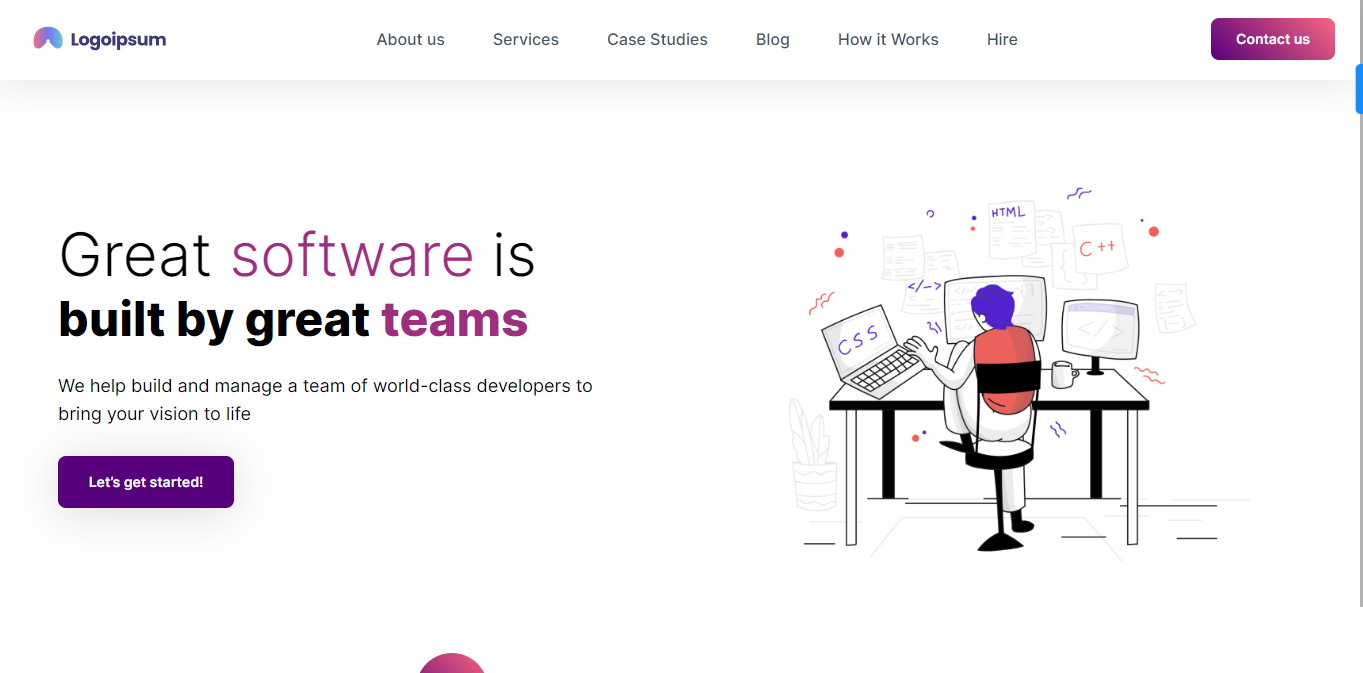 Logoipsum
About us
Services
Case Studies
Blog
How it Works
Hire
Contact us
Great software is
built by great teams
We help build and manage a team of world-class developers to
bring your vision to life
Let's get started!
HTML
C ++
</-->
CSS
</>